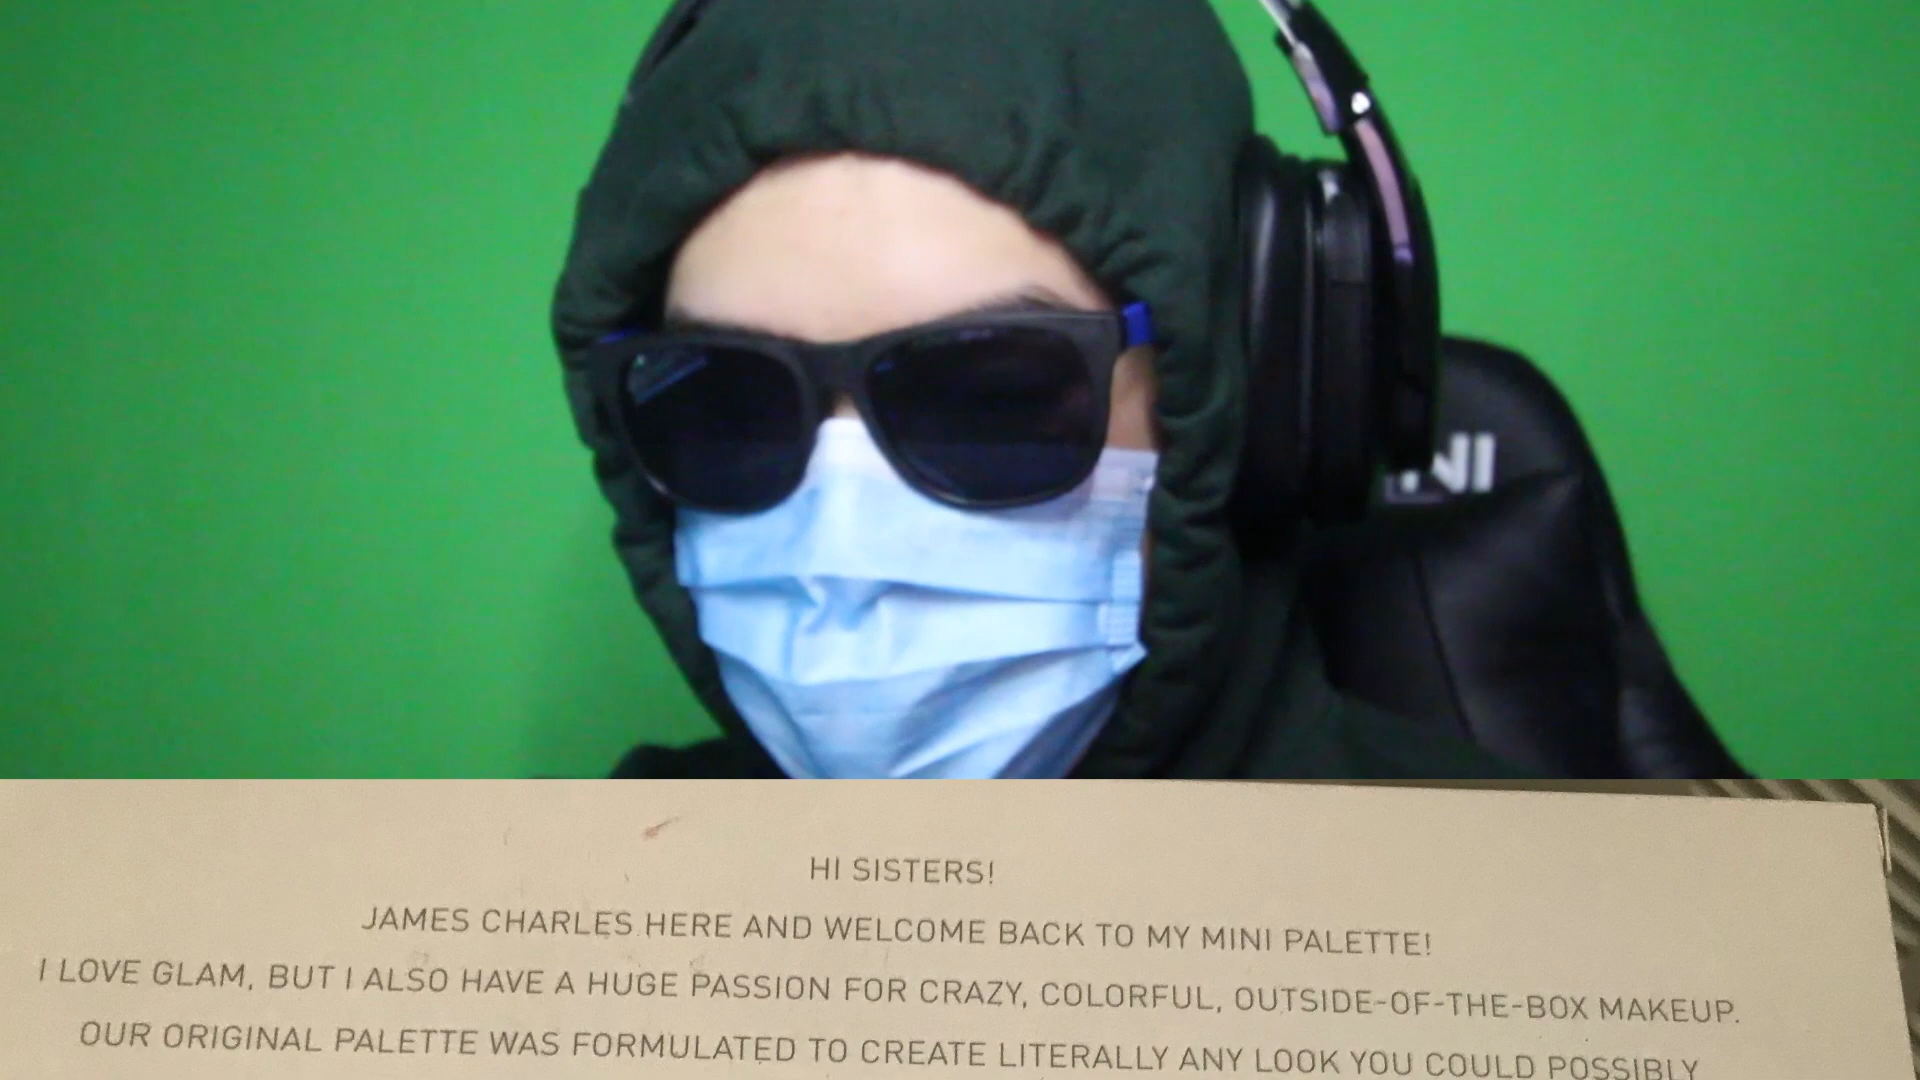 NI
HI SISTERS!
JAMES CHARLES HERE AND WELCOME BACK TO MY MINI PALETTE!
I LOVE GLAM, BUT I ALSO HAVE A HUGE PASSION FOR CRAZY, COLORFUL, OUTSIDE-OF-THE-BOX MAKEUP.
OUR ORIGINAL PALETTE WAS FORMULATED TO CREATE LITERALLY ANY LOOK YOU COULD POSSIBLY